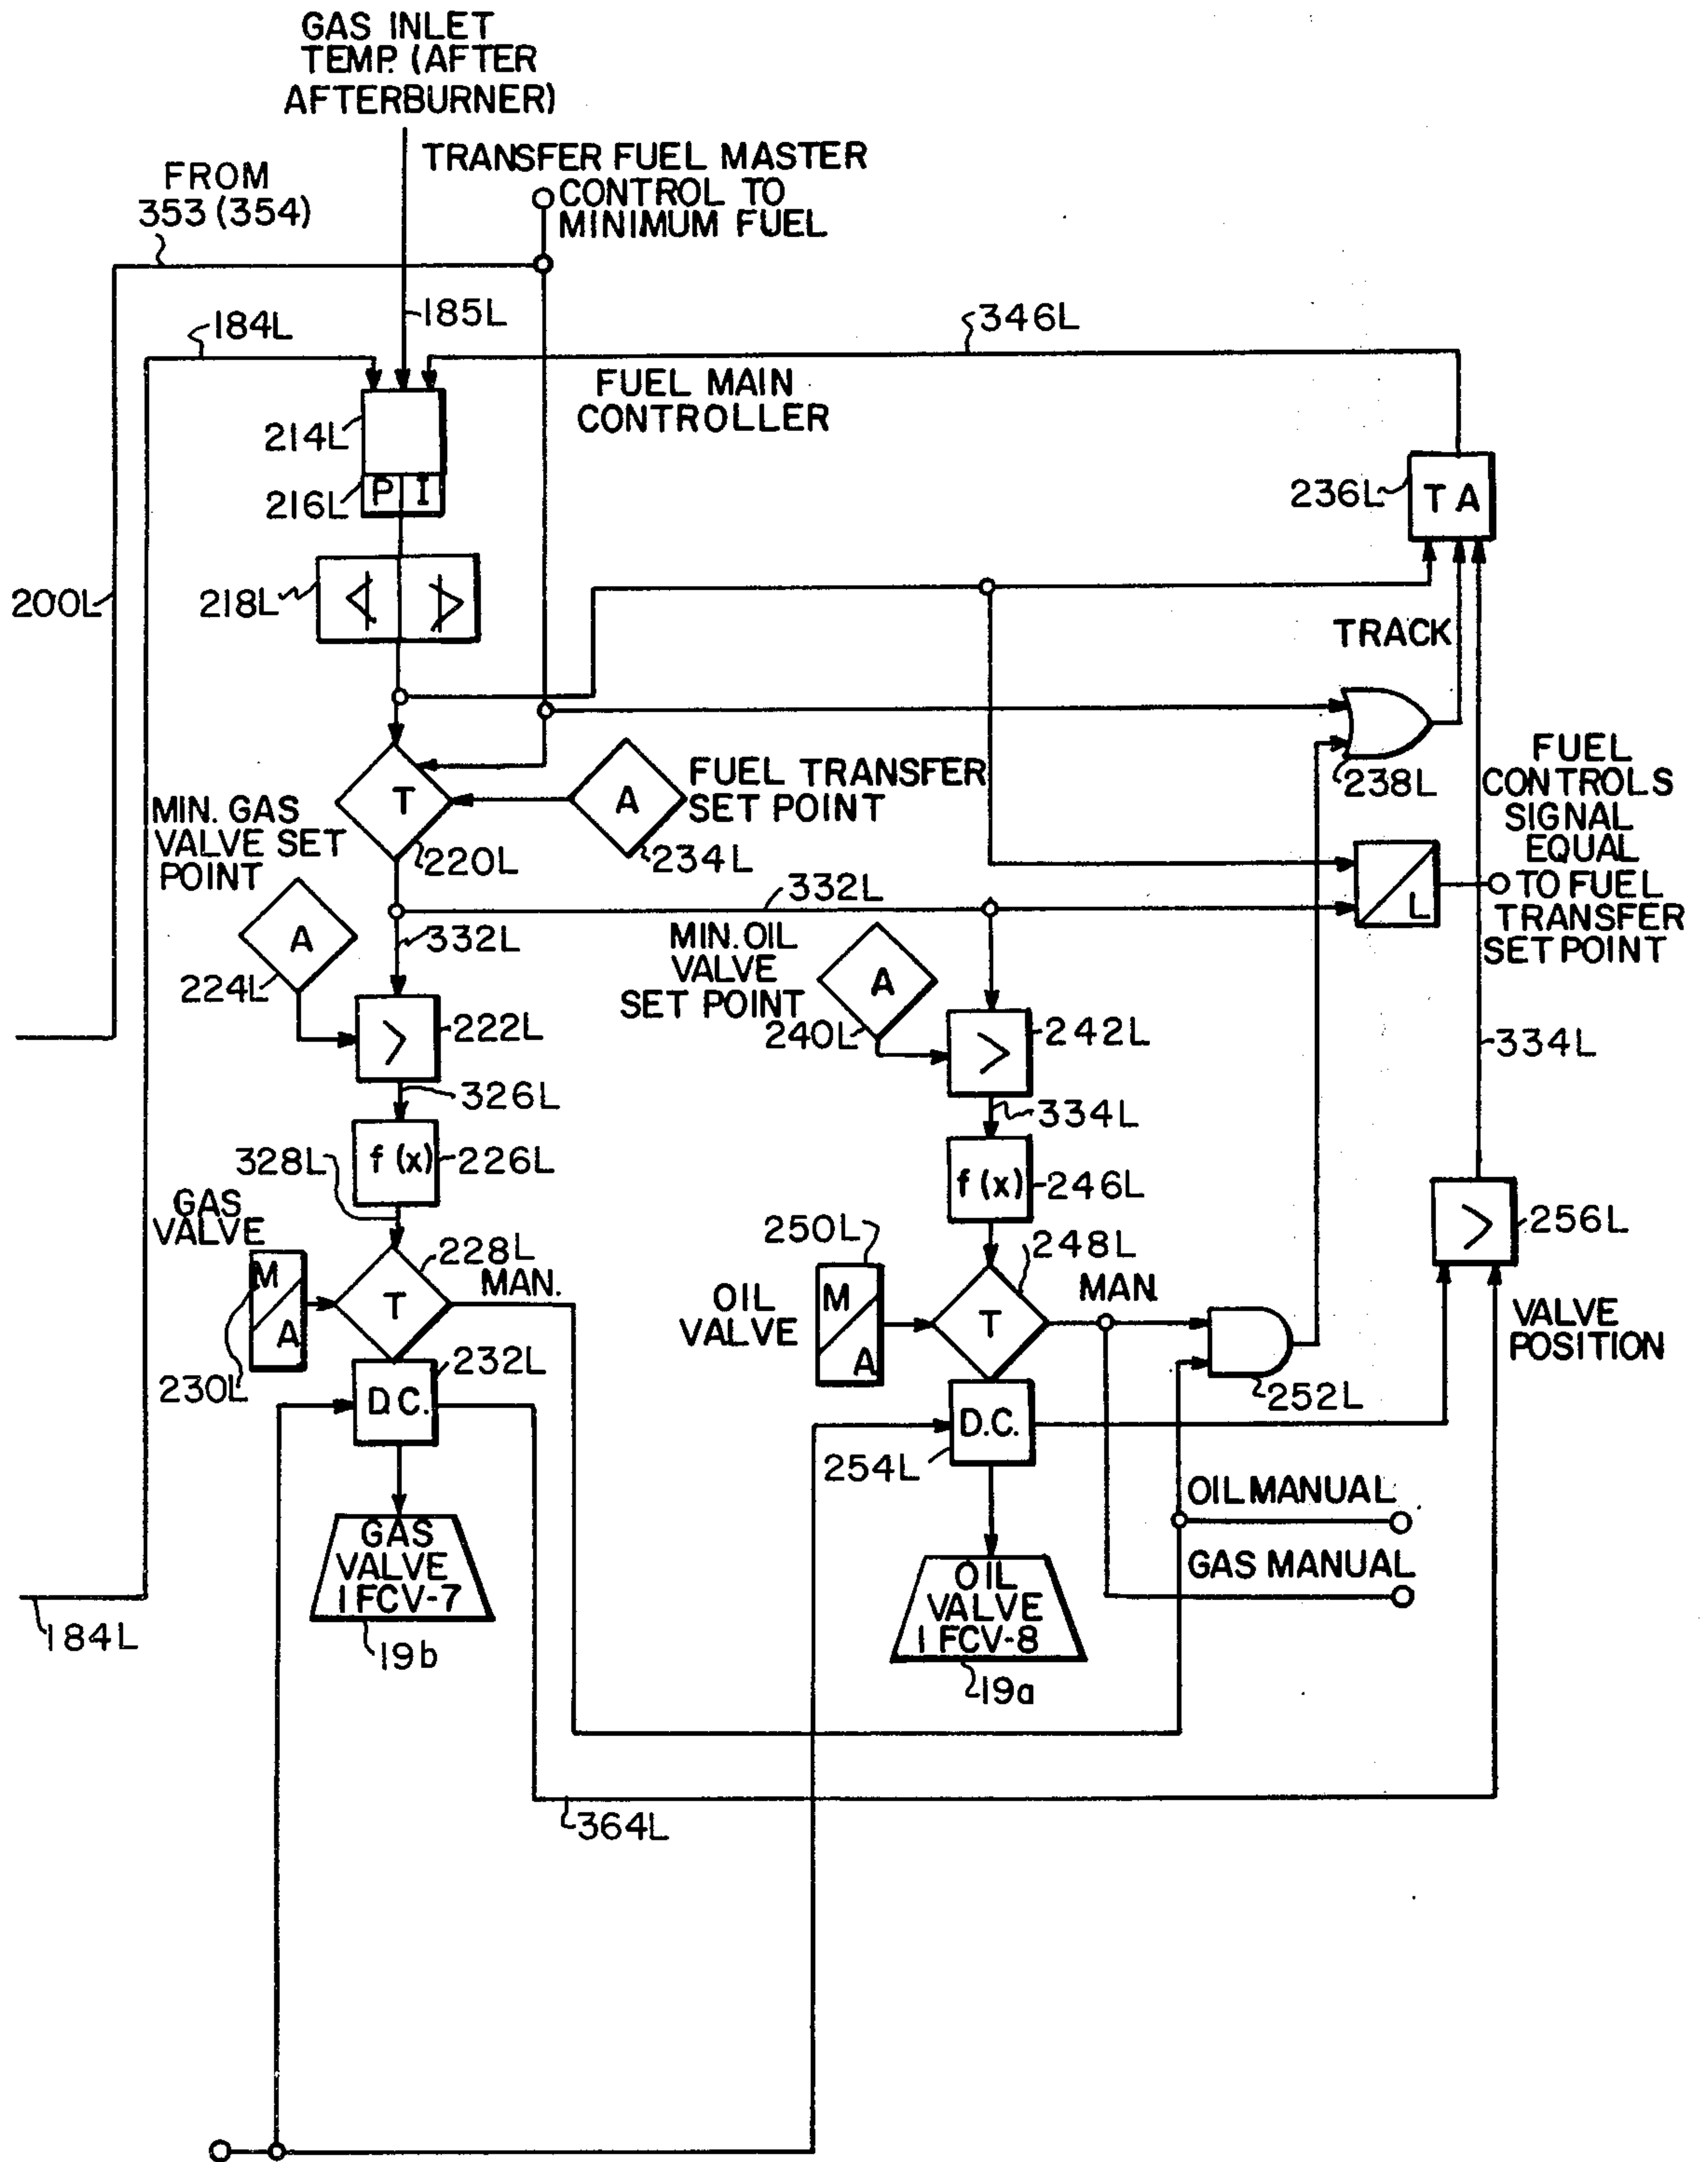 GAS INLET
TEMP. (AFTER
AFTERBURNER)
TRANSFER FUEL MASTER
CONTROL TO
MINIMUM FUEL
FROM
353 (354)
184L
185L
346L
FUEL MAIN
CONTROLLER
214L
216L
P I
236L
T A
200L
218L
< >
TRACK
238L
T
220L
A
234L
FUEL TRANSFER
SET POINT
MIN. GAS
VALVE SET
POINT
FUEL
CONTROLS
SIGNAL
EQUAL
TO FUEL
TRANSFER
SET POINT
L
332L
332L
A
224L
MIN. OIL
VALVE
SET POINT
A
240L
>
222L
>
242L
334L
326L
334L
f (x)
226L
328L
f (x)
246L
>
256L
GAS
VALVE
M
A
230L
T
228L
MAN.
250L
OIL
VALVE
M
A
T
248L
MAN.
252L
VALVE
POSITION
D.C.
232L
D.C.
254L
OIL MANUAL
GAS MANUAL
GAS
VALVE
1 FCV-7
19b
OIL
VALVE
1 FCV-8
19a
184L
364L